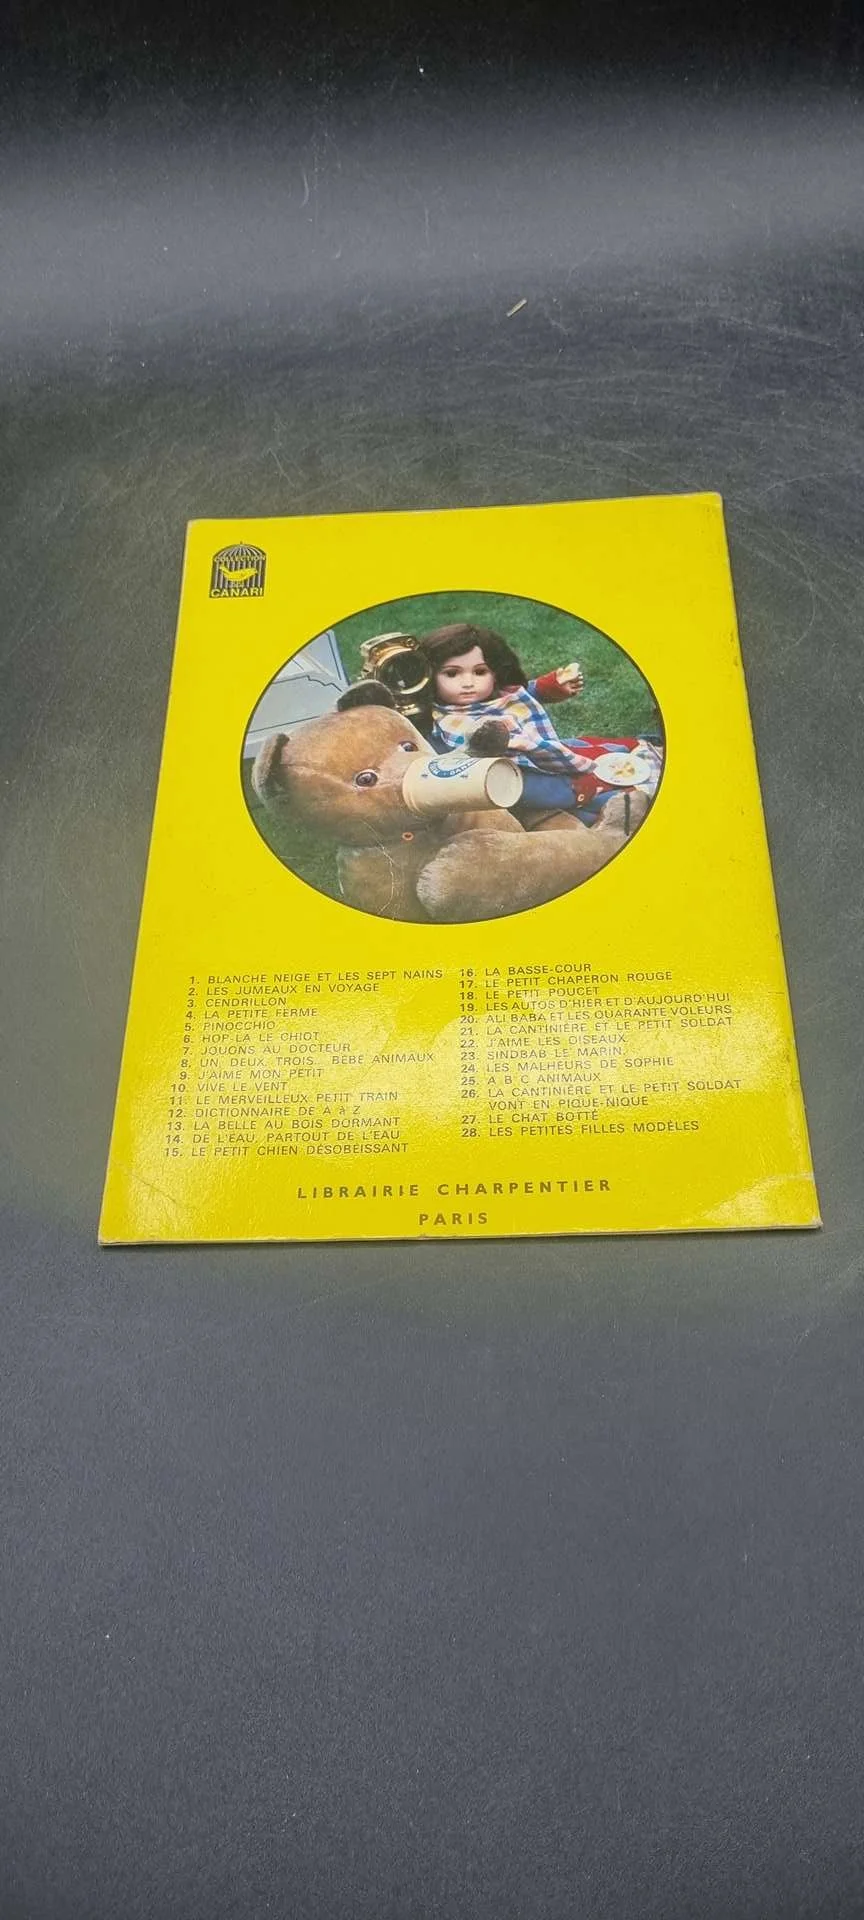 COLLECTION
CANARI
1. BLANCHE NEIGE ET LES SEPT NAINS
2. LES JUMEAUX EN VOYAGE
3. CENDRILLON
4. LA PETITE FERME
5. PINOCCHIO
6. HOP-LA LE CHIOT
7. JOUONS AU DOCTEUR
8. UN, DEUX, TROIS... BÉBÉ ANIMAUX
9. J'AIME MON PETIT
10. VIVE LE VENT
11. LE MERVEILLEUX PETIT TRAIN
12. DICTIONNAIRE DE A à Z
13. LA BELLE AU BOIS DORMANT
14. DE L'EAU, PARTOUT DE L'EAU
15. LE PETIT CHIEN DÉSOBÉISSANT
16. LA BASSE-COUR
17. LE PETIT CHAPERON ROUGE
18. LE PETIT POUCET
19. LES AUTOS D'HIER ET D'AUJOURD'HUI
20. ALI BABA ET LES QUARANTE VOLEURS
21. LA CANTINIÈRE ET LE PETIT SOLDAT
22. J'AIME LES OISEAUX
23. SINDBAB LE MARIN
24. LES MALHEURS DE SOPHIE
25. A B C ANIMAUX
26. LA CANTINIÈRE ET LE PETIT SOLDAT
VONT EN PIQUE-NIQUE
27. LE CHAT BOTTÉ
28. LES PETITES FILLES MODÈLES
LIBRAIRIE CHARPENTIER
PARIS